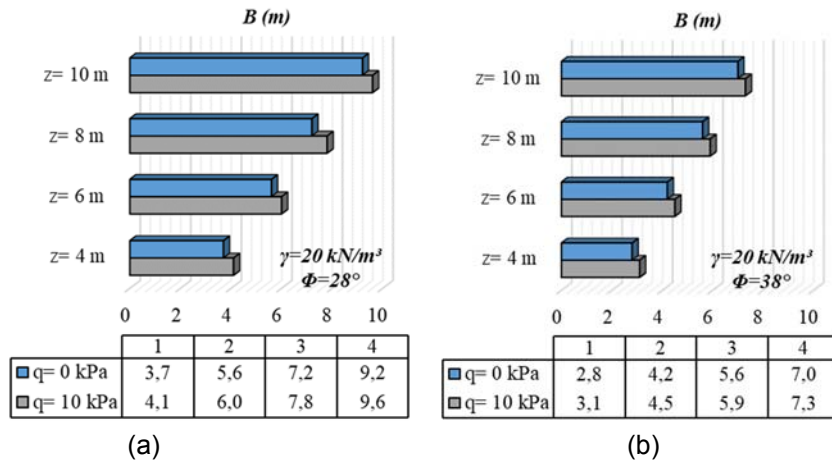 B (m)
z= 10 m
z= 8 m
z= 6 m
z= 4 m
γ=20 kN/m³
Φ=28°
0 2 4 6 8 10
1 2 3 4
q= 0 kPa 3,7 5,6 7,2 9,2
q= 10 kPa 4,1 6,0 7,8 9,6
(a)
B (m)
z= 10 m
z= 8 m
z= 6 m
z= 4 m
γ=20 kN/m³
Φ=38°
0 2 4 6 8 10
1 2 3 4
q= 0 kPa 2,8 4,2 5,6 7,0
q= 10 kPa 3,1 4,5 5,9 7,3
(b)